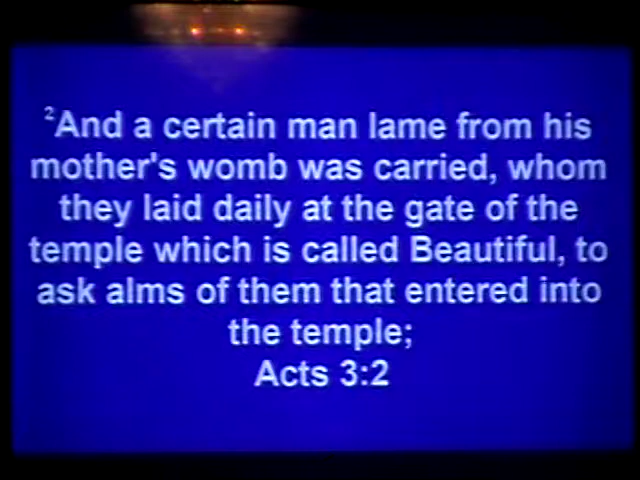 ²And a certain man lame from his
mother's womb was carried, whom
they laid daily at the gate of the
temple which is called Beautiful, to
ask alms of them that entered into
the temple;
Acts 3:2